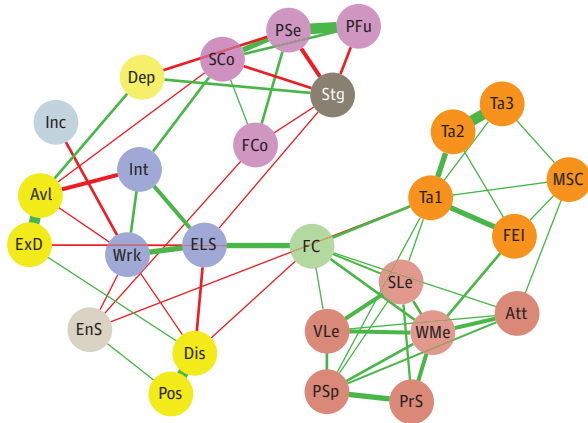 PSe
PFu
SCo
Dep
Stg
Ta3
Inc
Ta2
FCo
Int
MSC
Avl
Ta1
FEI
ExD
Wrk
ELS
FC
SLe
Att
EnS
VLe
WMe
Dis
Pos
PSp
PrS